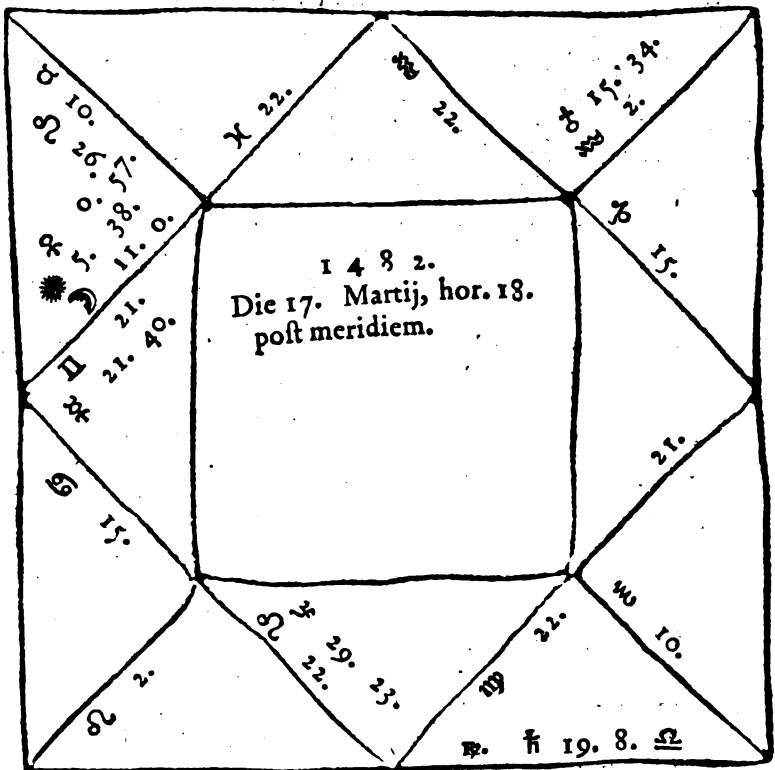 ♓ 22.
♒ 22.
♁ 15. 34.
♒ 2.
♉ 10.
☊ 26. 57.
♀ 0. 38.
☀ 5.
☽ 11. 0.
♊ 21.
☿ 21. 40.
♑ 15.
1 4 8 2.
Die 17. Martij, hor. 18.
poſt meridiem.
♋ 15.
♌ 2.
♃ 29. 23.
♌ 22.
♍ 22.
21.
♏ 10.
♄ 19. 8. ♎